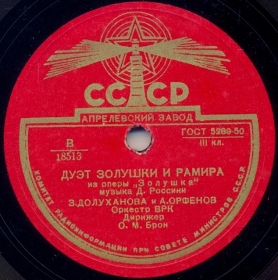 СССР
АПРЕЛЕВСКИЙ ЗАВОД
ГОСТ 5289-50
В
18513
III кл.
ДУЭТ ЗОЛУШКИ И РАМИРА
из оперы „Золушка“
музыка Д. Россини
З.ДОЛУХАНОВА и А.ОРФЕНОВ
Оркестр ВРК
Дирижер
О. М. Брон
КОМИТЕТ РАДИОИНФОРМАЦИИ ПРИ СОВЕТЕ МИНИСТРОВ СССР